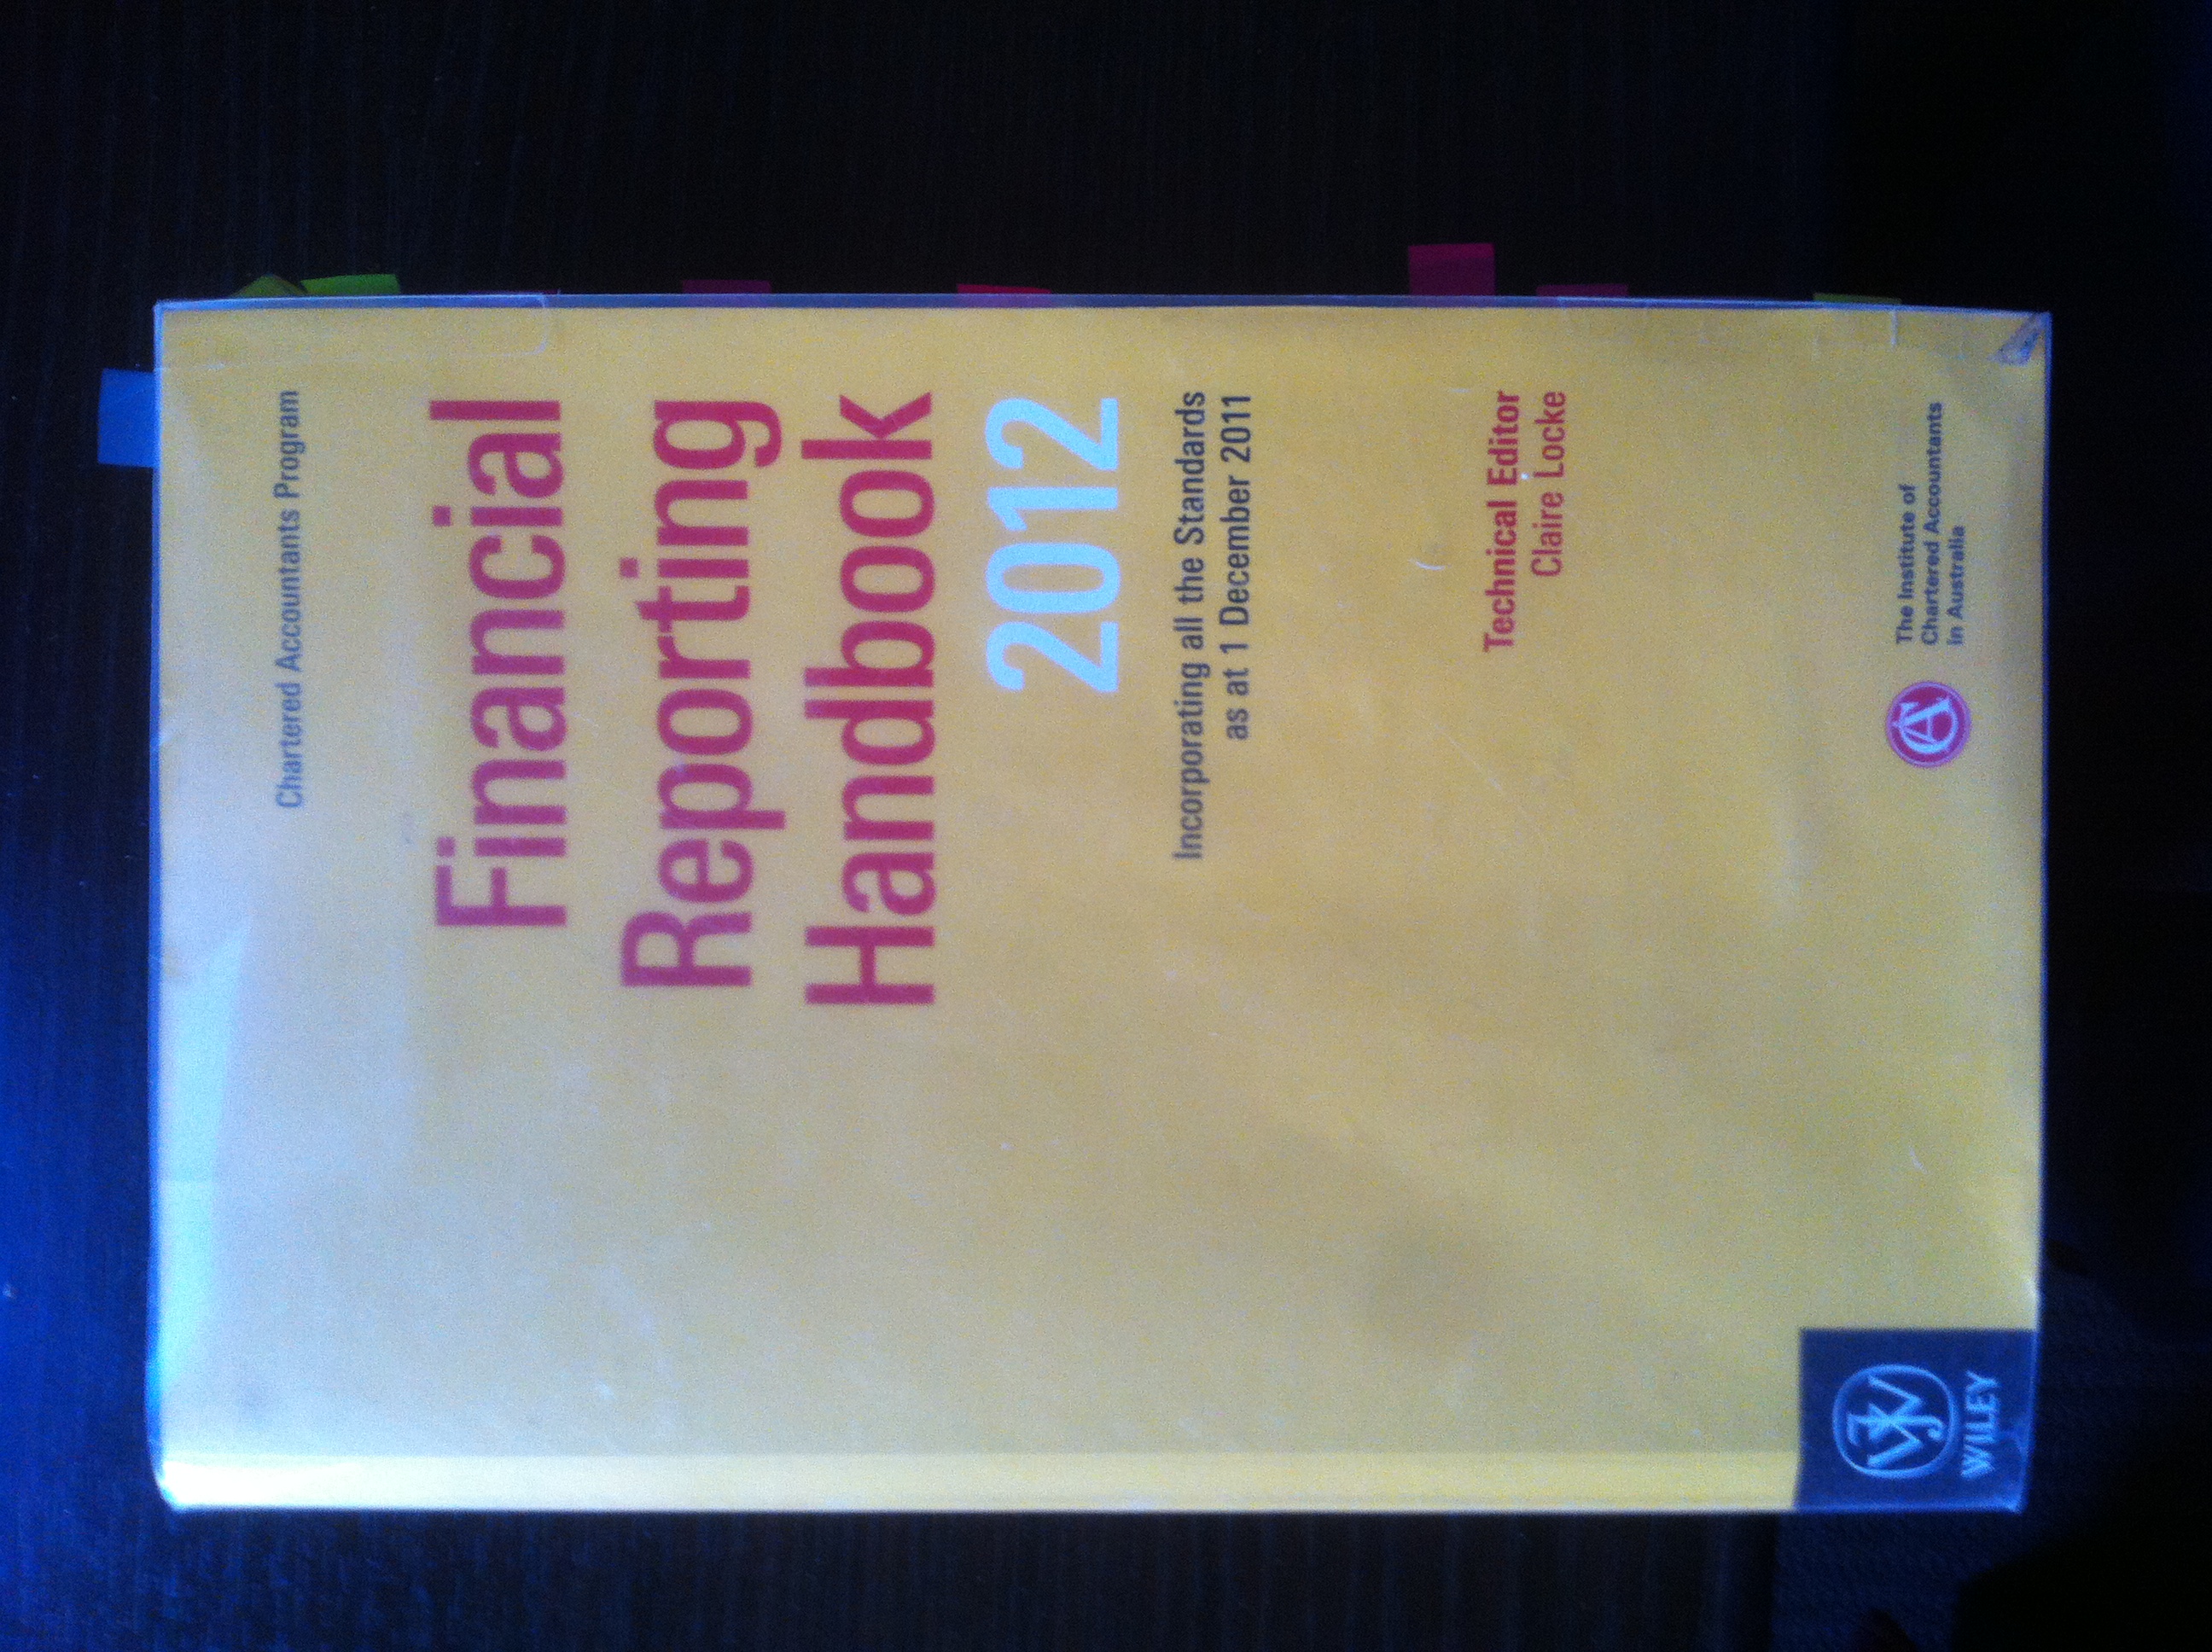 Chartered Accountants Program
Financial
Reporting
Handbook
2012
Incorporating all the Standards
as at 1 December 2011
Technical Editor
Claire Locke
CA
The Institute of
Chartered Accountants
in Australia
WILEY